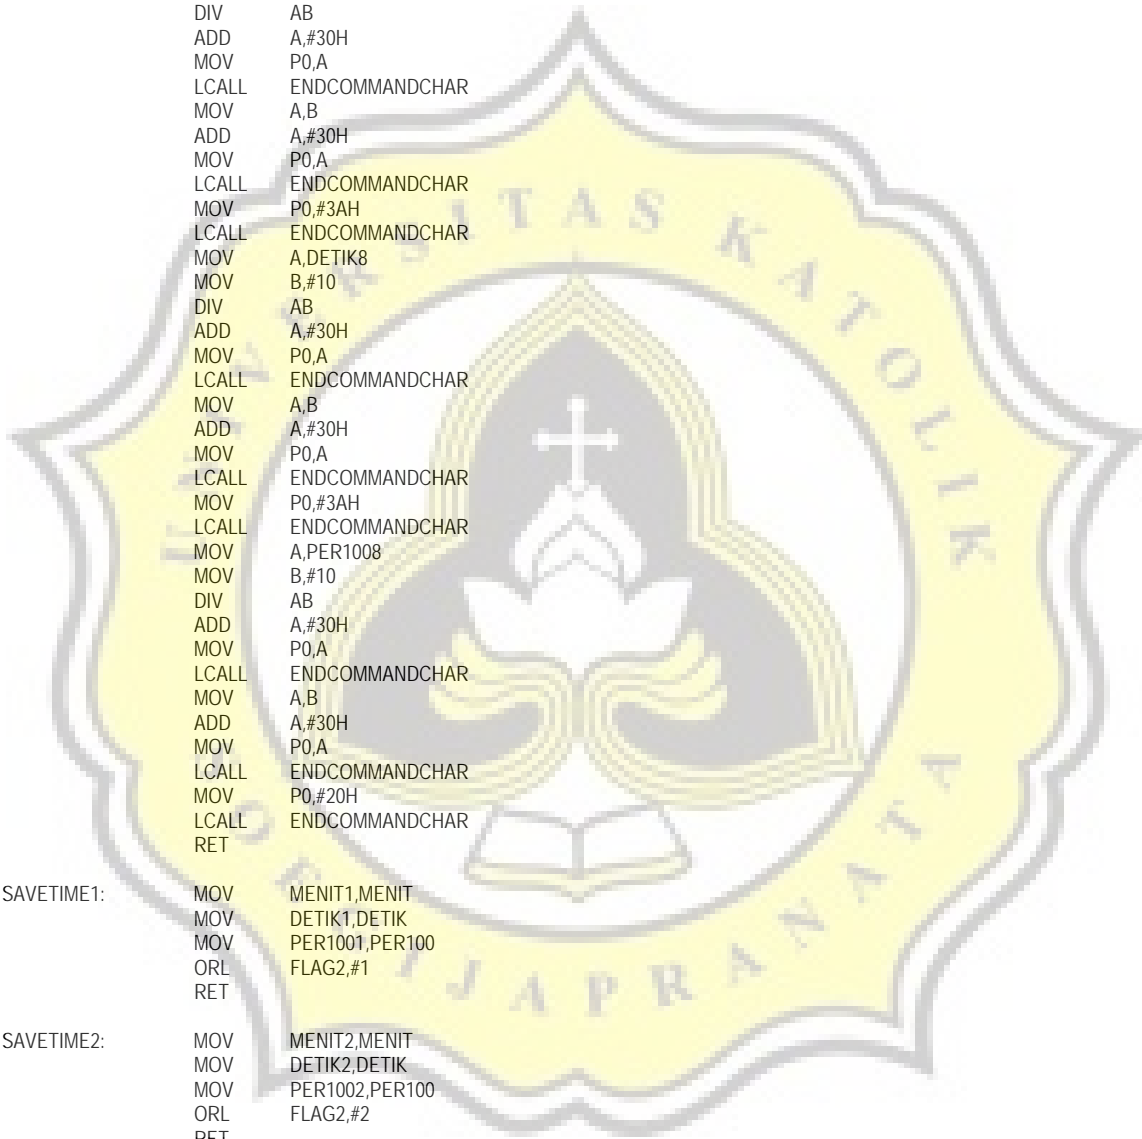 DIV AB
ADD A,#30H
MOV P0,A
LCALL ENDCOMMANDCHAR
MOV A,B
ADD A,#30H
MOV P0,A
LCALL ENDCOMMANDCHAR
MOV P0,#3AH
LCALL ENDCOMMANDCHAR
MOV A,DETIK8
MOV B,#10
DIV AB
ADD A,#30H
MOV P0,A
LCALL ENDCOMMANDCHAR
MOV A,B
ADD A,#30H
MOV P0,A
LCALL ENDCOMMANDCHAR
MOV P0,#3AH
LCALL ENDCOMMANDCHAR
MOV A,PER1008
MOV B,#10
DIV AB
ADD A,#30H
MOV P0,A
LCALL ENDCOMMANDCHAR
MOV A,B
ADD A,#30H
MOV P0,A
LCALL ENDCOMMANDCHAR
MOV P0,#20H
LCALL ENDCOMMANDCHAR
RET
SAVETIME1: MOV MENIT1,MENIT
MOV DETIK1,DETIK
MOV PER1001,PER100
ORL FLAG2,#1
RET
SAVETIME2: MOV MENIT2,MENIT
MOV DETIK2,DETIK
MOV PER1002,PER100
ORL FLAG2,#2
RET
UNIVERSITAS KATOLIK
SOEGIJAPRANATA